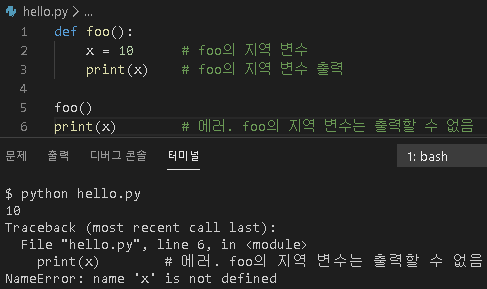 hello.py > ...
1 def foo():
2     x = 10      # foo의 지역 변수
3     print(x)    # foo의 지역 변수 출력
4
5 foo()
6 print(x)        # 에러. foo의 지역 변수는 출력할 수 없음
문제 출력 디버그 콘솔 터미널 1: bash
$ python hello.py
10
Traceback (most recent call last):
  File "hello.py", line 6, in <module>
    print(x)        # 에러. foo의 지역 변수는 출력할 수 없음
NameError: name 'x' is not defined